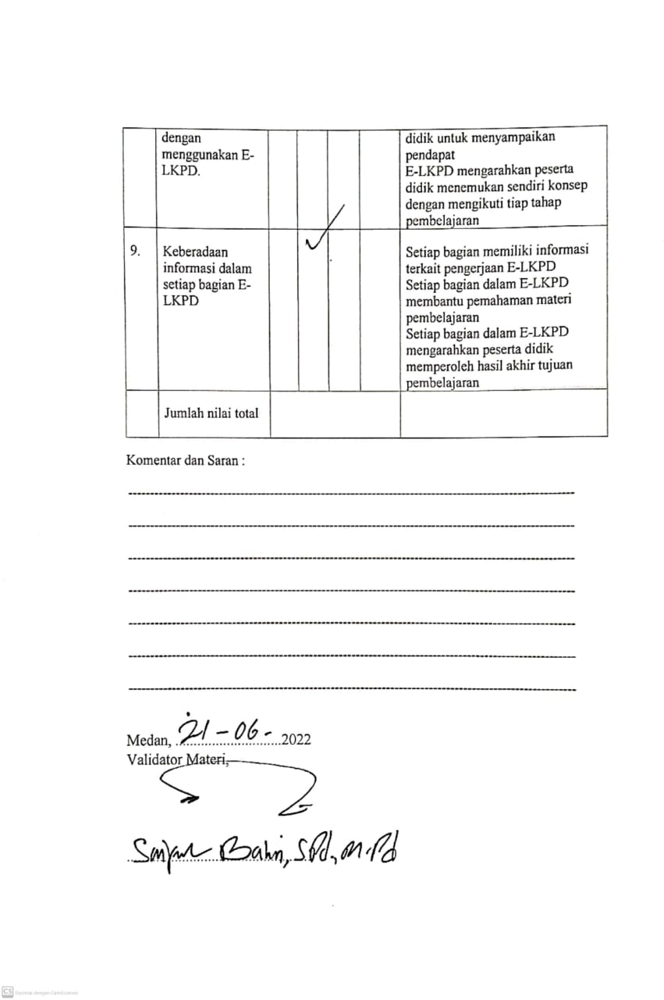 dengan
menggunakan E-
LKPD.
didik untuk menyampaikan
pendapat
E-LKPD mengarahkan peserta
didik menemukan sendiri konsep
dengan mengikuti tiap tahap
pembelajaran
9.
Keberadaan
informasi dalam
setiap bagian E-
LKPD
✓
Setiap bagian memiliki informasi
terkait pengerjaan E-LKPD
Setiap bagian dalam E-LKPD
membantu pemahaman materi
pembelajaran
Setiap bagian dalam E-LKPD
mengarahkan peserta didik
memperoleh hasil akhir tujuan
pembelajaran
Jumlah nilai total
Komentar dan Saran :
Medan, 21-06-2022
Validator Materi,
Bahri, S.Pd., M.Pd
CS Dipindai dengan CamScanner